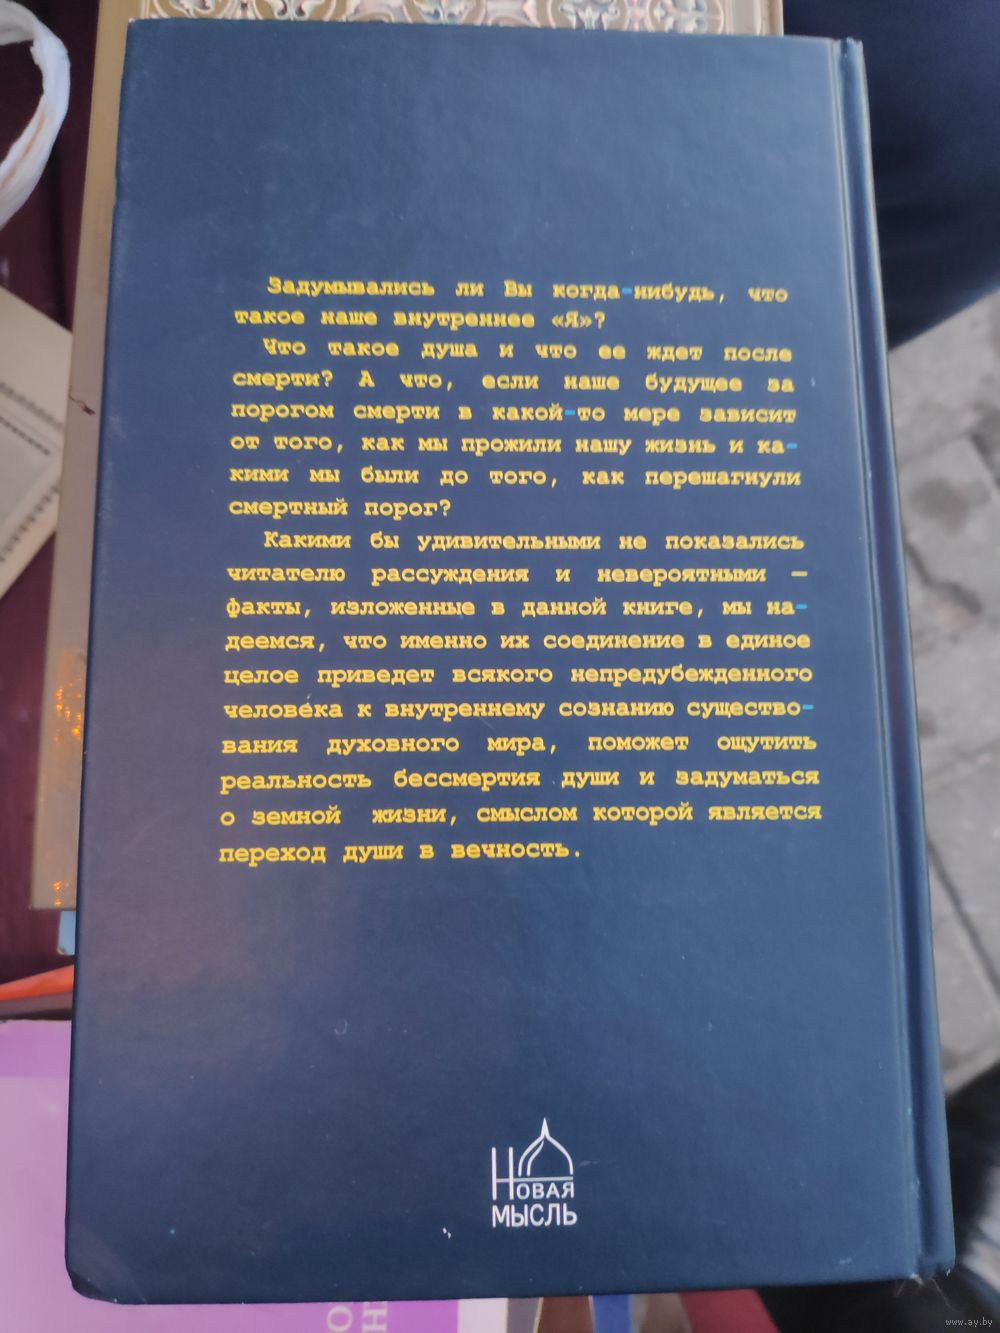 Задумывались ли Вы когда-нибудь, что
такое наше внутреннее «Я»?
Что такое душа и что ее ждет после
смерти? А что, если наше будущее за
порогом смерти в какой-то мере зависит
от того, как мы прожили нашу жизнь и ка-
кими мы были до того, как перешагнули
смертный порог?
Какими бы удивительными не показались
читателю рассуждения и невероятными –
факты, изложенные в данной книге, мы на-
деемся, что именно их соединение в единое
целое приведет всякого непредубежденного
человека к внутреннему сознанию существо-
вания духовного мира, поможет ощутить
реальность бессмертия души и задуматься
о земной жизни, смыслом которой является
переход души в вечность.
НОВАЯ
МЫСЛЬ
www.ay.by